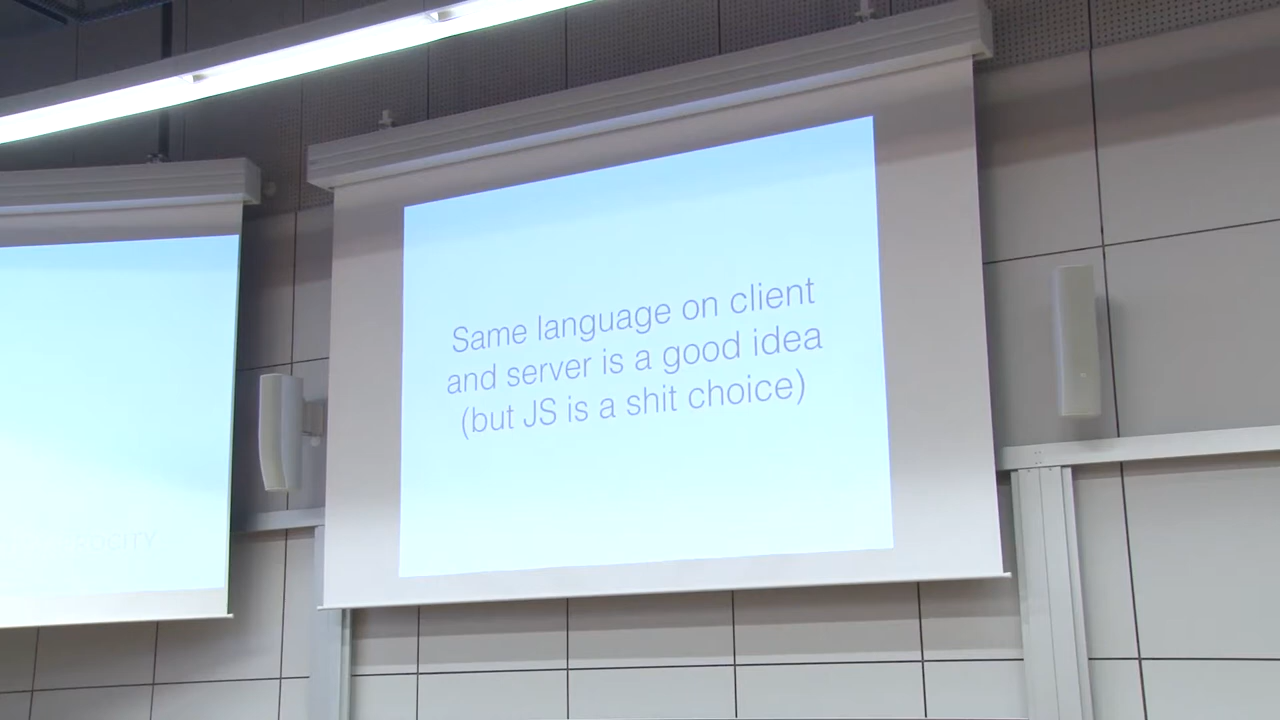 Same language on client
and server is a good idea
(but JS is a shit choice)